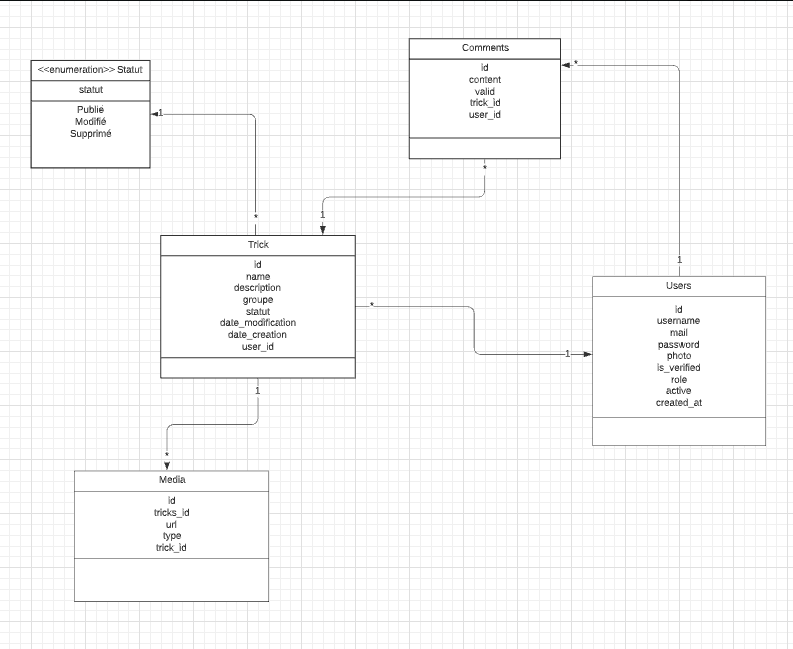 <<enumeration>> Statut
statut
Publié
Modifié
Supprimé
1
*
Comments
id
content
valid
trick_id
user_id
*
*
1
1
Trick
id
name
description
groupe
statut
date_modification
date_creation
user_id
*
1
1
*
Users
id
username
mail
password
photo
is_verified
role
active
created_at
Media
id
tricks_id
url
type
trick_id